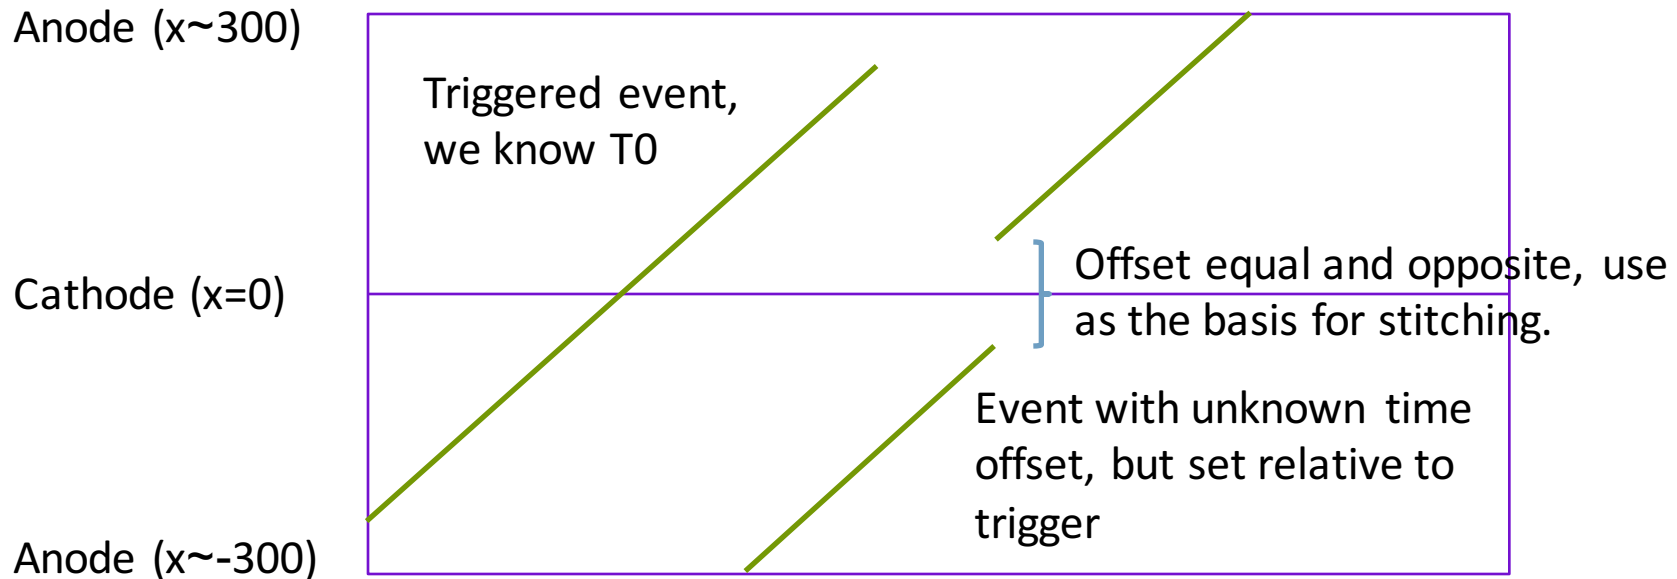 Anode (x~300)
Triggered event,
we know T0
Cathode (x=0)
Offset equal and opposite, use
as the basis for stitching.
Event with unknown time
offset, but set relative to
trigger
Anode (x~-300)